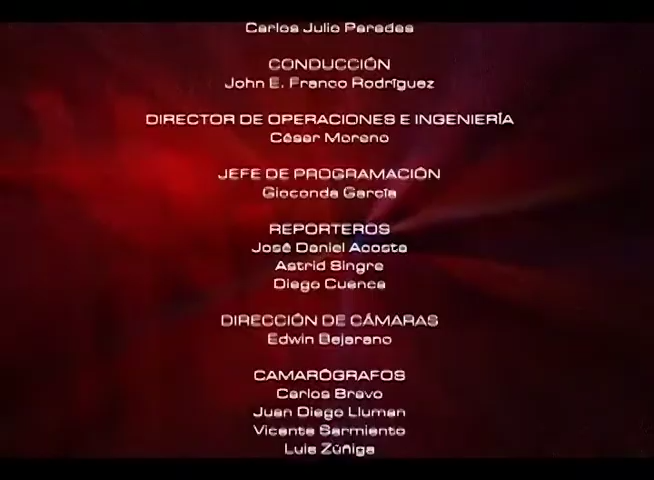 Carlos Julio Paredes
CONDUCCIÓN
John E. Franco Rodríguez
DIRECTOR DE OPERACIONES E INGENIERÍA
César Moreno
JEFE DE PROGRAMACIÓN
Gioconda García
REPORTEROS
José Daniel Acosta
Astrid Singre
Diego Cuenca
DIRECCIÓN DE CÁMARAS
Edwin Bejarano
CAMARÓGRAFOS
Carlos Bravo
Juan Diego Lluman
Vicente Sarmiento
Luis Zúñiga